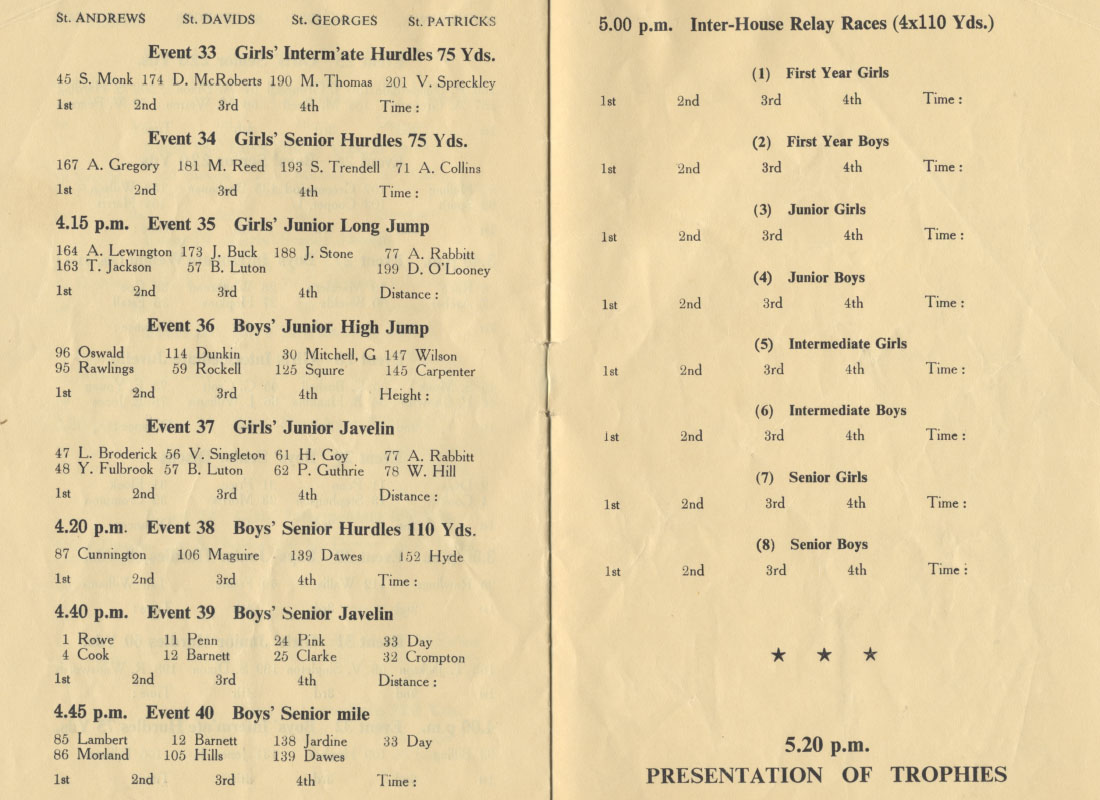 St. ANDREWS St. DAVIDS St. GEORGES St. PATRICKS
Event 33 Girls' Interm'ate Hurdles 75 Yds.
45 S. Monk 174 D. McRoberts 190 M. Thomas 201 V. Spreckley
1st 2nd 3rd 4th Time :
Event 34 Girls' Senior Hurdles 75 Yds.
167 A. Gregory 181 M. Reed 193 S. Trendell 71 A. Collins
1st 2nd 3rd 4th Time :
4.15 p.m. Event 35 Girls' Junior Long Jump
164 A. Lewington 173 J. Buck 188 J. Stone 77 A. Rabbitt
163 T. Jackson 57 B. Luton 199 D. O'Looney
1st 2nd 3rd 4th Distance :
Event 36 Boys' Junior High Jump
96 Oswald 114 Dunkin 30 Mitchell, G 147 Wilson
95 Rawlings 59 Rockell 125 Squire 145 Carpenter
1st 2nd 3rd 4th Height :
Event 37 Girls' Junior Javelin
47 L. Broderick 56 V. Singleton 61 H. Goy 77 A. Rabbitt
48 Y. Fulbrook 57 B. Luton 62 P. Guthrie 78 W. Hill
1st 2nd 3rd 4th Distance :
4.20 p.m. Event 38 Boys' Senior Hurdles 110 Yds.
87 Cunnington 106 Maguire 139 Dawes 152 Hyde
1st 2nd 3rd 4th Time :
4.40 p.m. Event 39 Boys' Senior Javelin
1 Rowe 11 Penn 24 Pink 33 Day
4 Cook 12 Barnett 25 Clarke 32 Crompton
1st 2nd 3rd 4th Distance :
4.45 p.m. Event 40 Boys' Senior mile
85 Lambert 12 Barnett 138 Jardine 33 Day
86 Morland 105 Hills 139 Dawes
1st 2nd 3rd 4th Time :
5.00 p.m. Inter-House Relay Races (4x110 Yds.)
(1) First Year Girls
1st 2nd 3rd 4th Time :
(2) First Year Boys
1st 2nd 3rd 4th Time :
(3) Junior Girls
1st 2nd 3rd 4th Time :
(4) Junior Boys
1st 2nd 3rd 4th Time :
(5) Intermediate Girls
1st 2nd 3rd 4th Time :
(6) Intermediate Boys
1st 2nd 3rd 4th Time :
(7) Senior Girls
1st 2nd 3rd 4th Time :
(8) Senior Boys
1st 2nd 3rd 4th Time :
★ ★ ★
5.20 p.m.
PRESENTATION OF TROPHIES